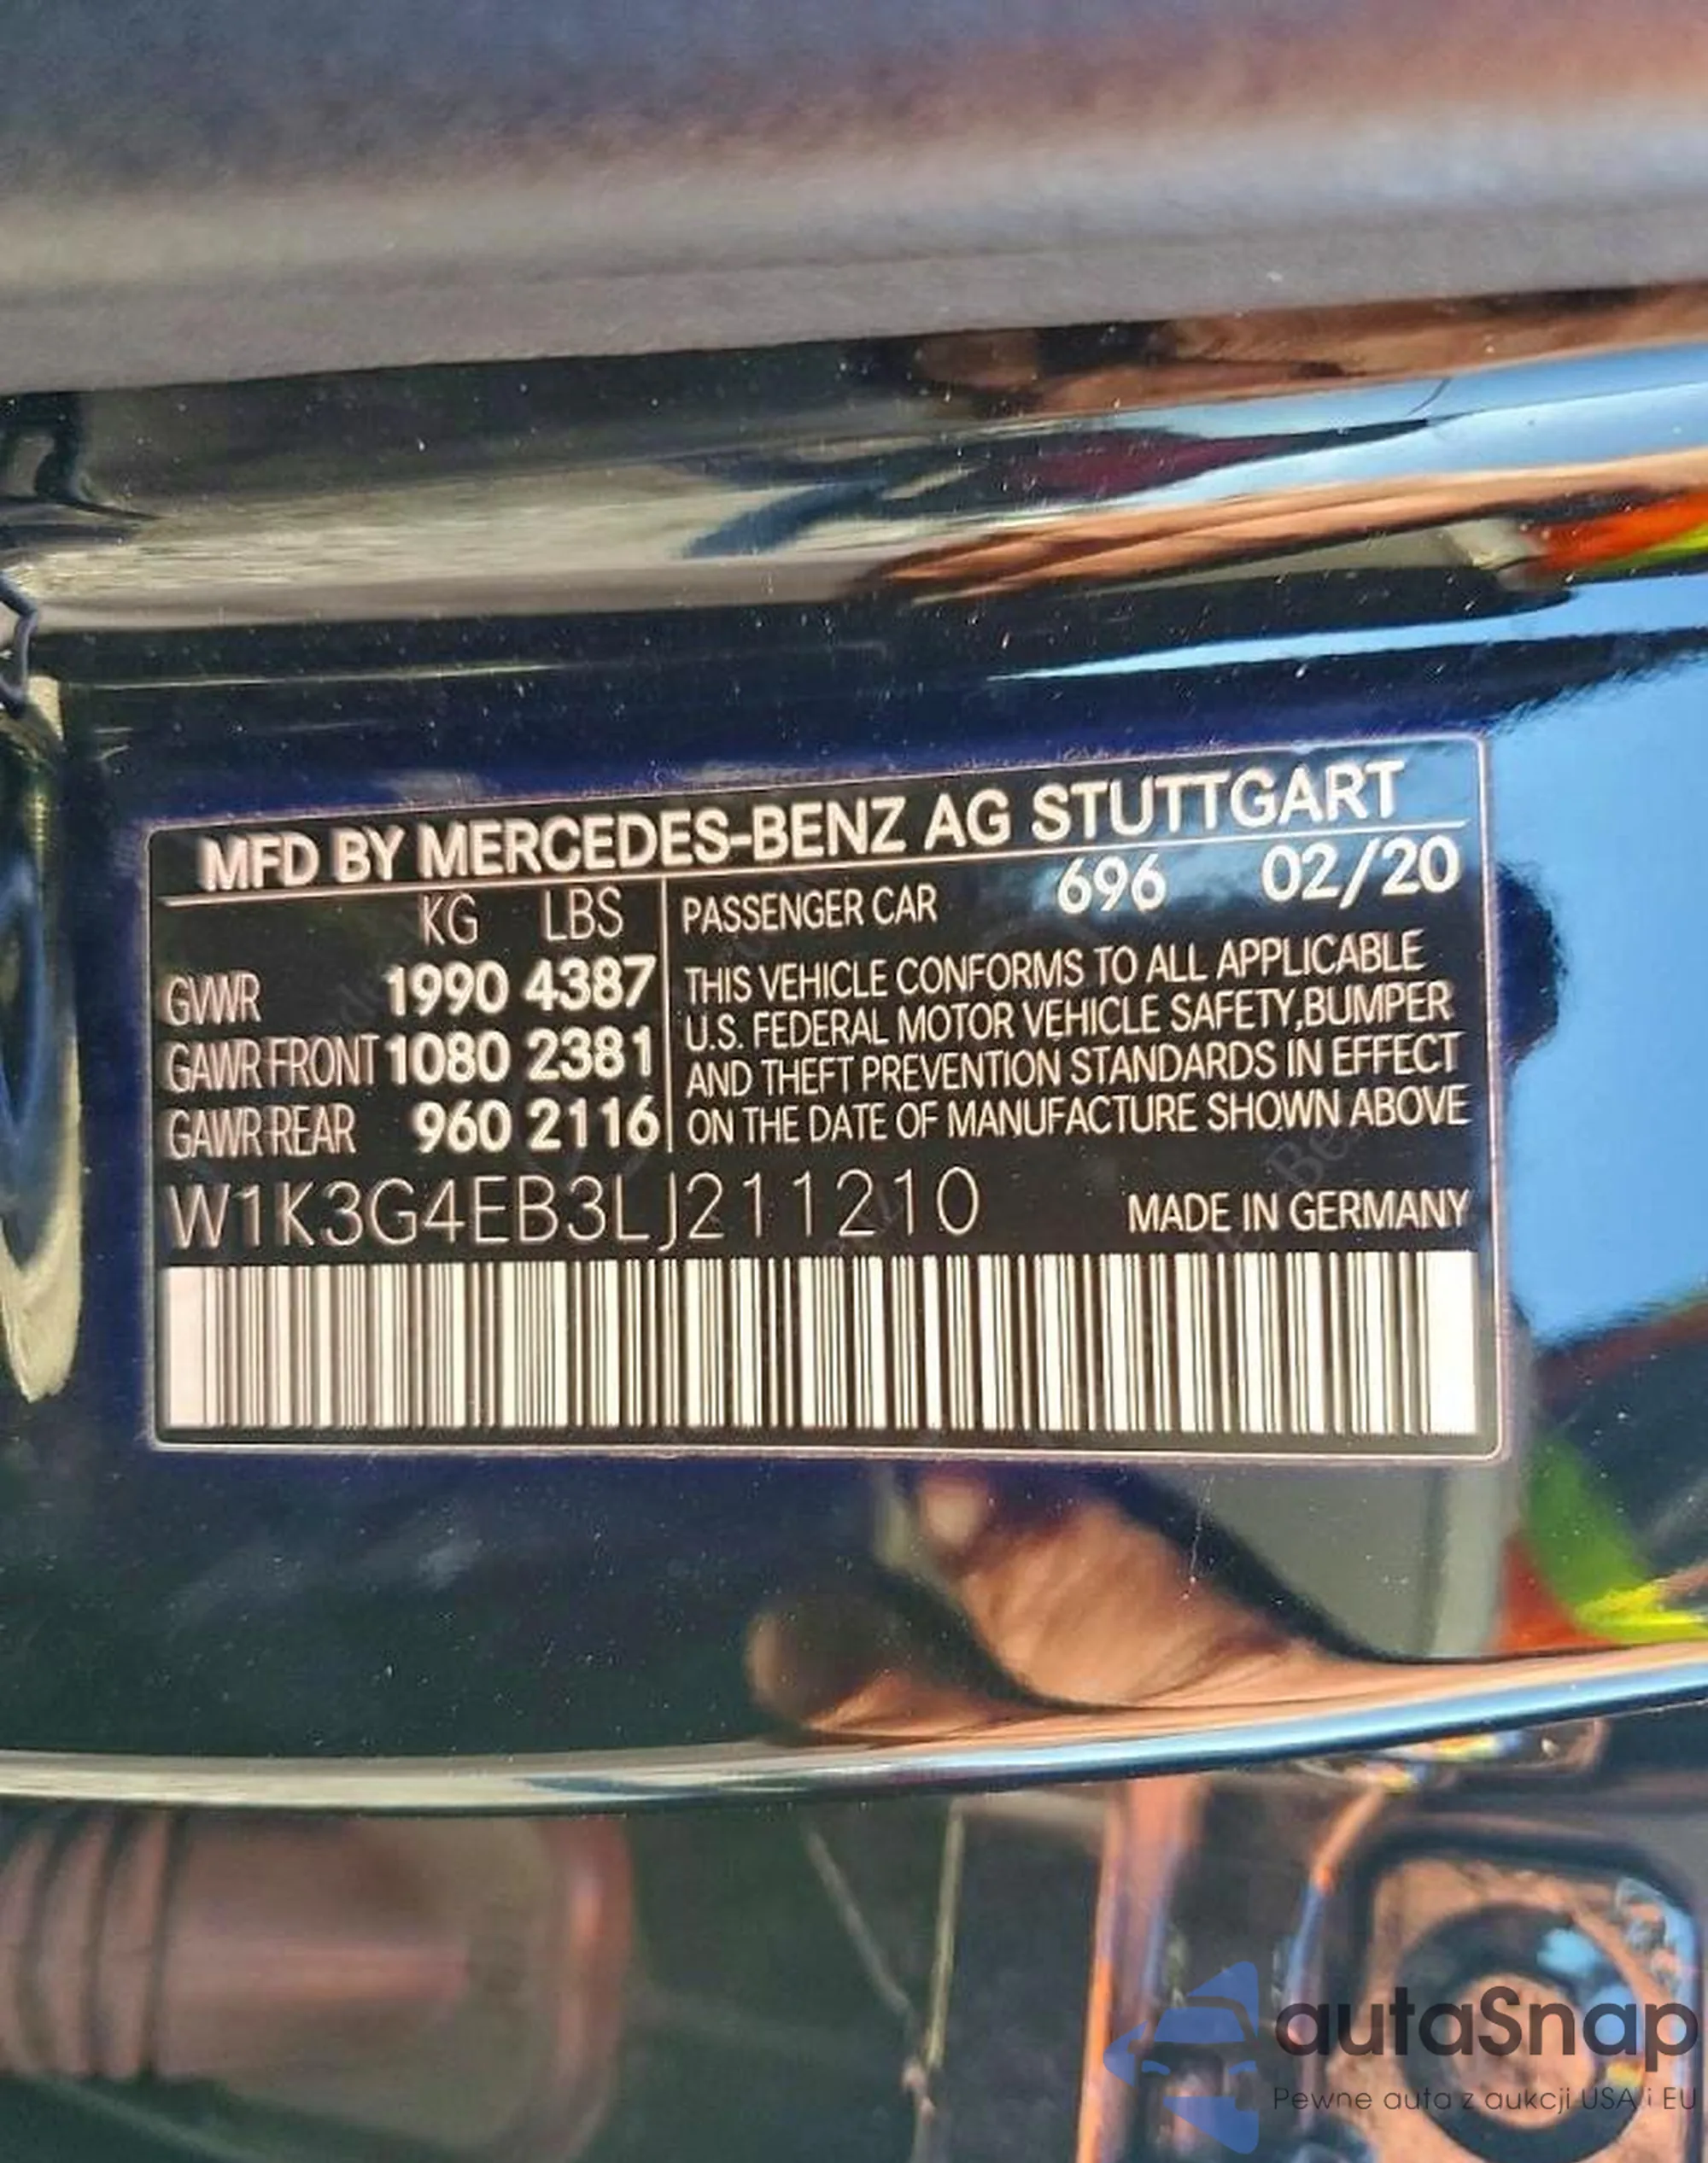 MFD BY MERCEDES-BENZ AG STUTTGART
KG LBS
GVWR 1990 4387
GAWR FRONT 1080 2381
GAWR REAR 960 2116
PASSENGER CAR 696 02/20
THIS VEHICLE CONFORMS TO ALL APPLICABLE
U.S. FEDERAL MOTOR VEHICLE SAFETY,BUMPER
AND THEFT PREVENTION STANDARDS IN EFFECT
ON THE DATE OF MANUFACTURE SHOWN ABOVE
W1K3G4EB3LJ211210
MADE IN GERMANY
autaSnap
Pewne auta z aukcji USA i EU